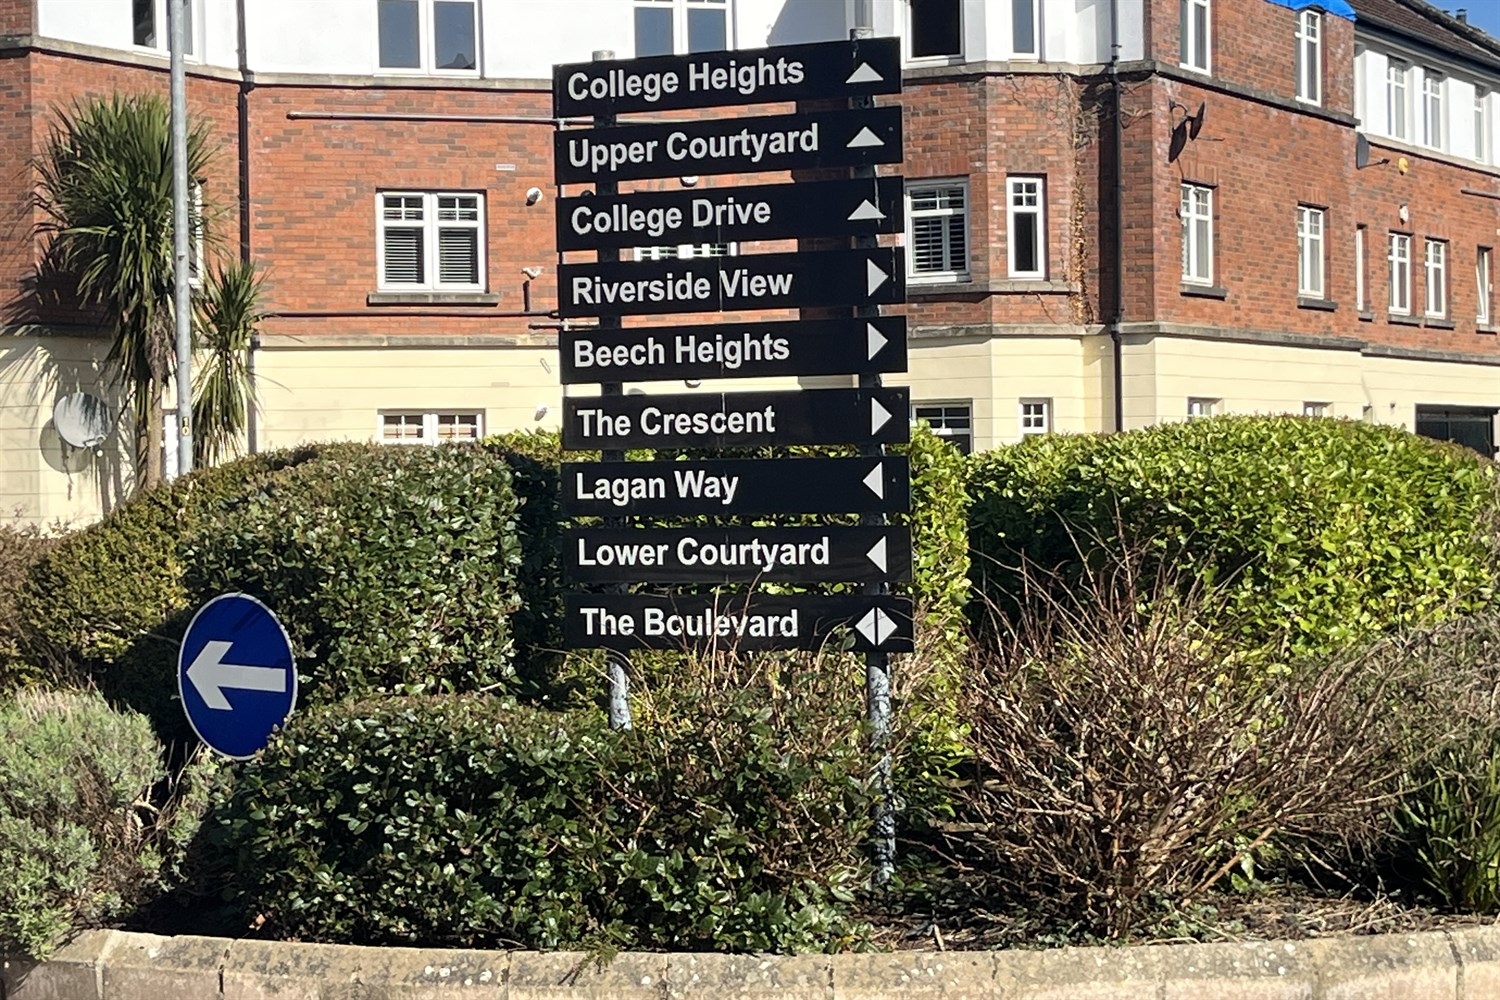 College Heights
Upper Courtyard
College Drive
Riverside View
Beech Heights
The Crescent
Lagan Way
Lower Courtyard
The Boulevard